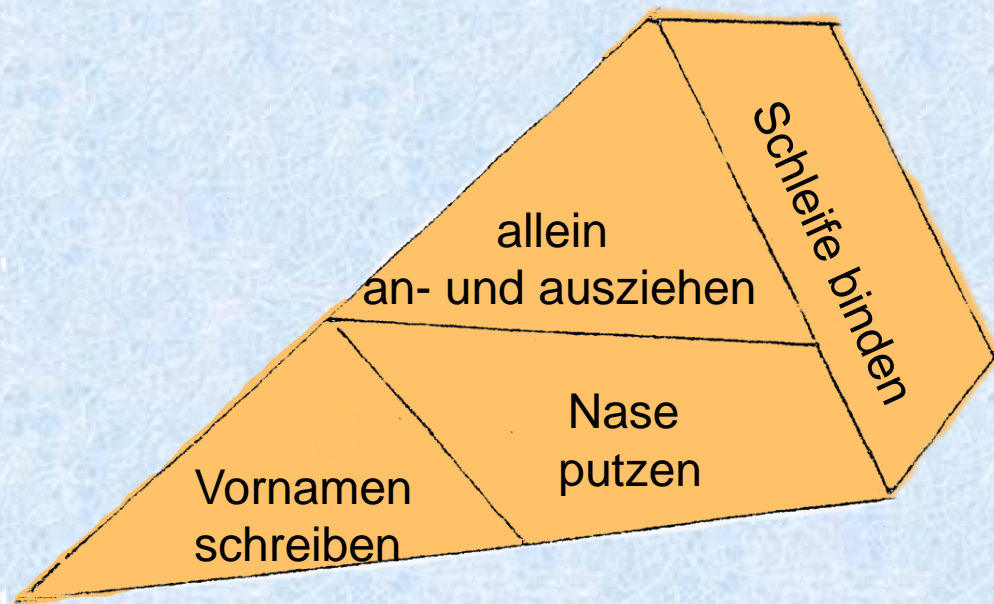 Schleife binden
allein
an- und ausziehen
Nase
putzen
Vornamen
schreiben